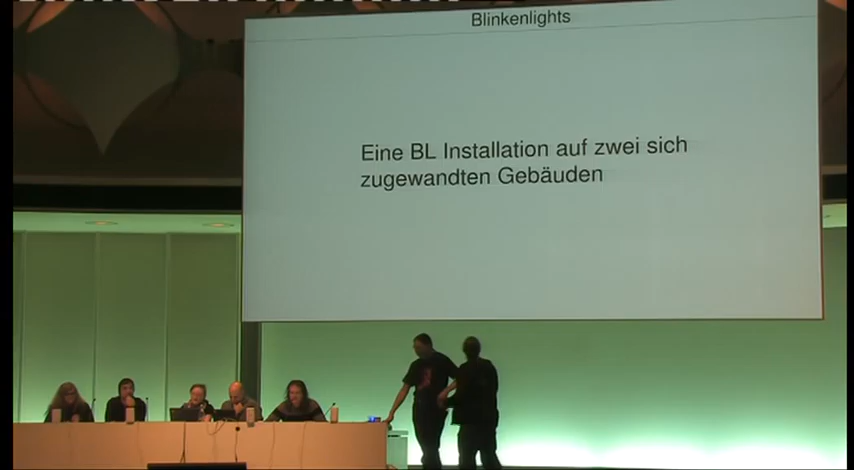 Blinkenlights
Eine BL Installation auf zwei sich
zugewandten Gebäuden